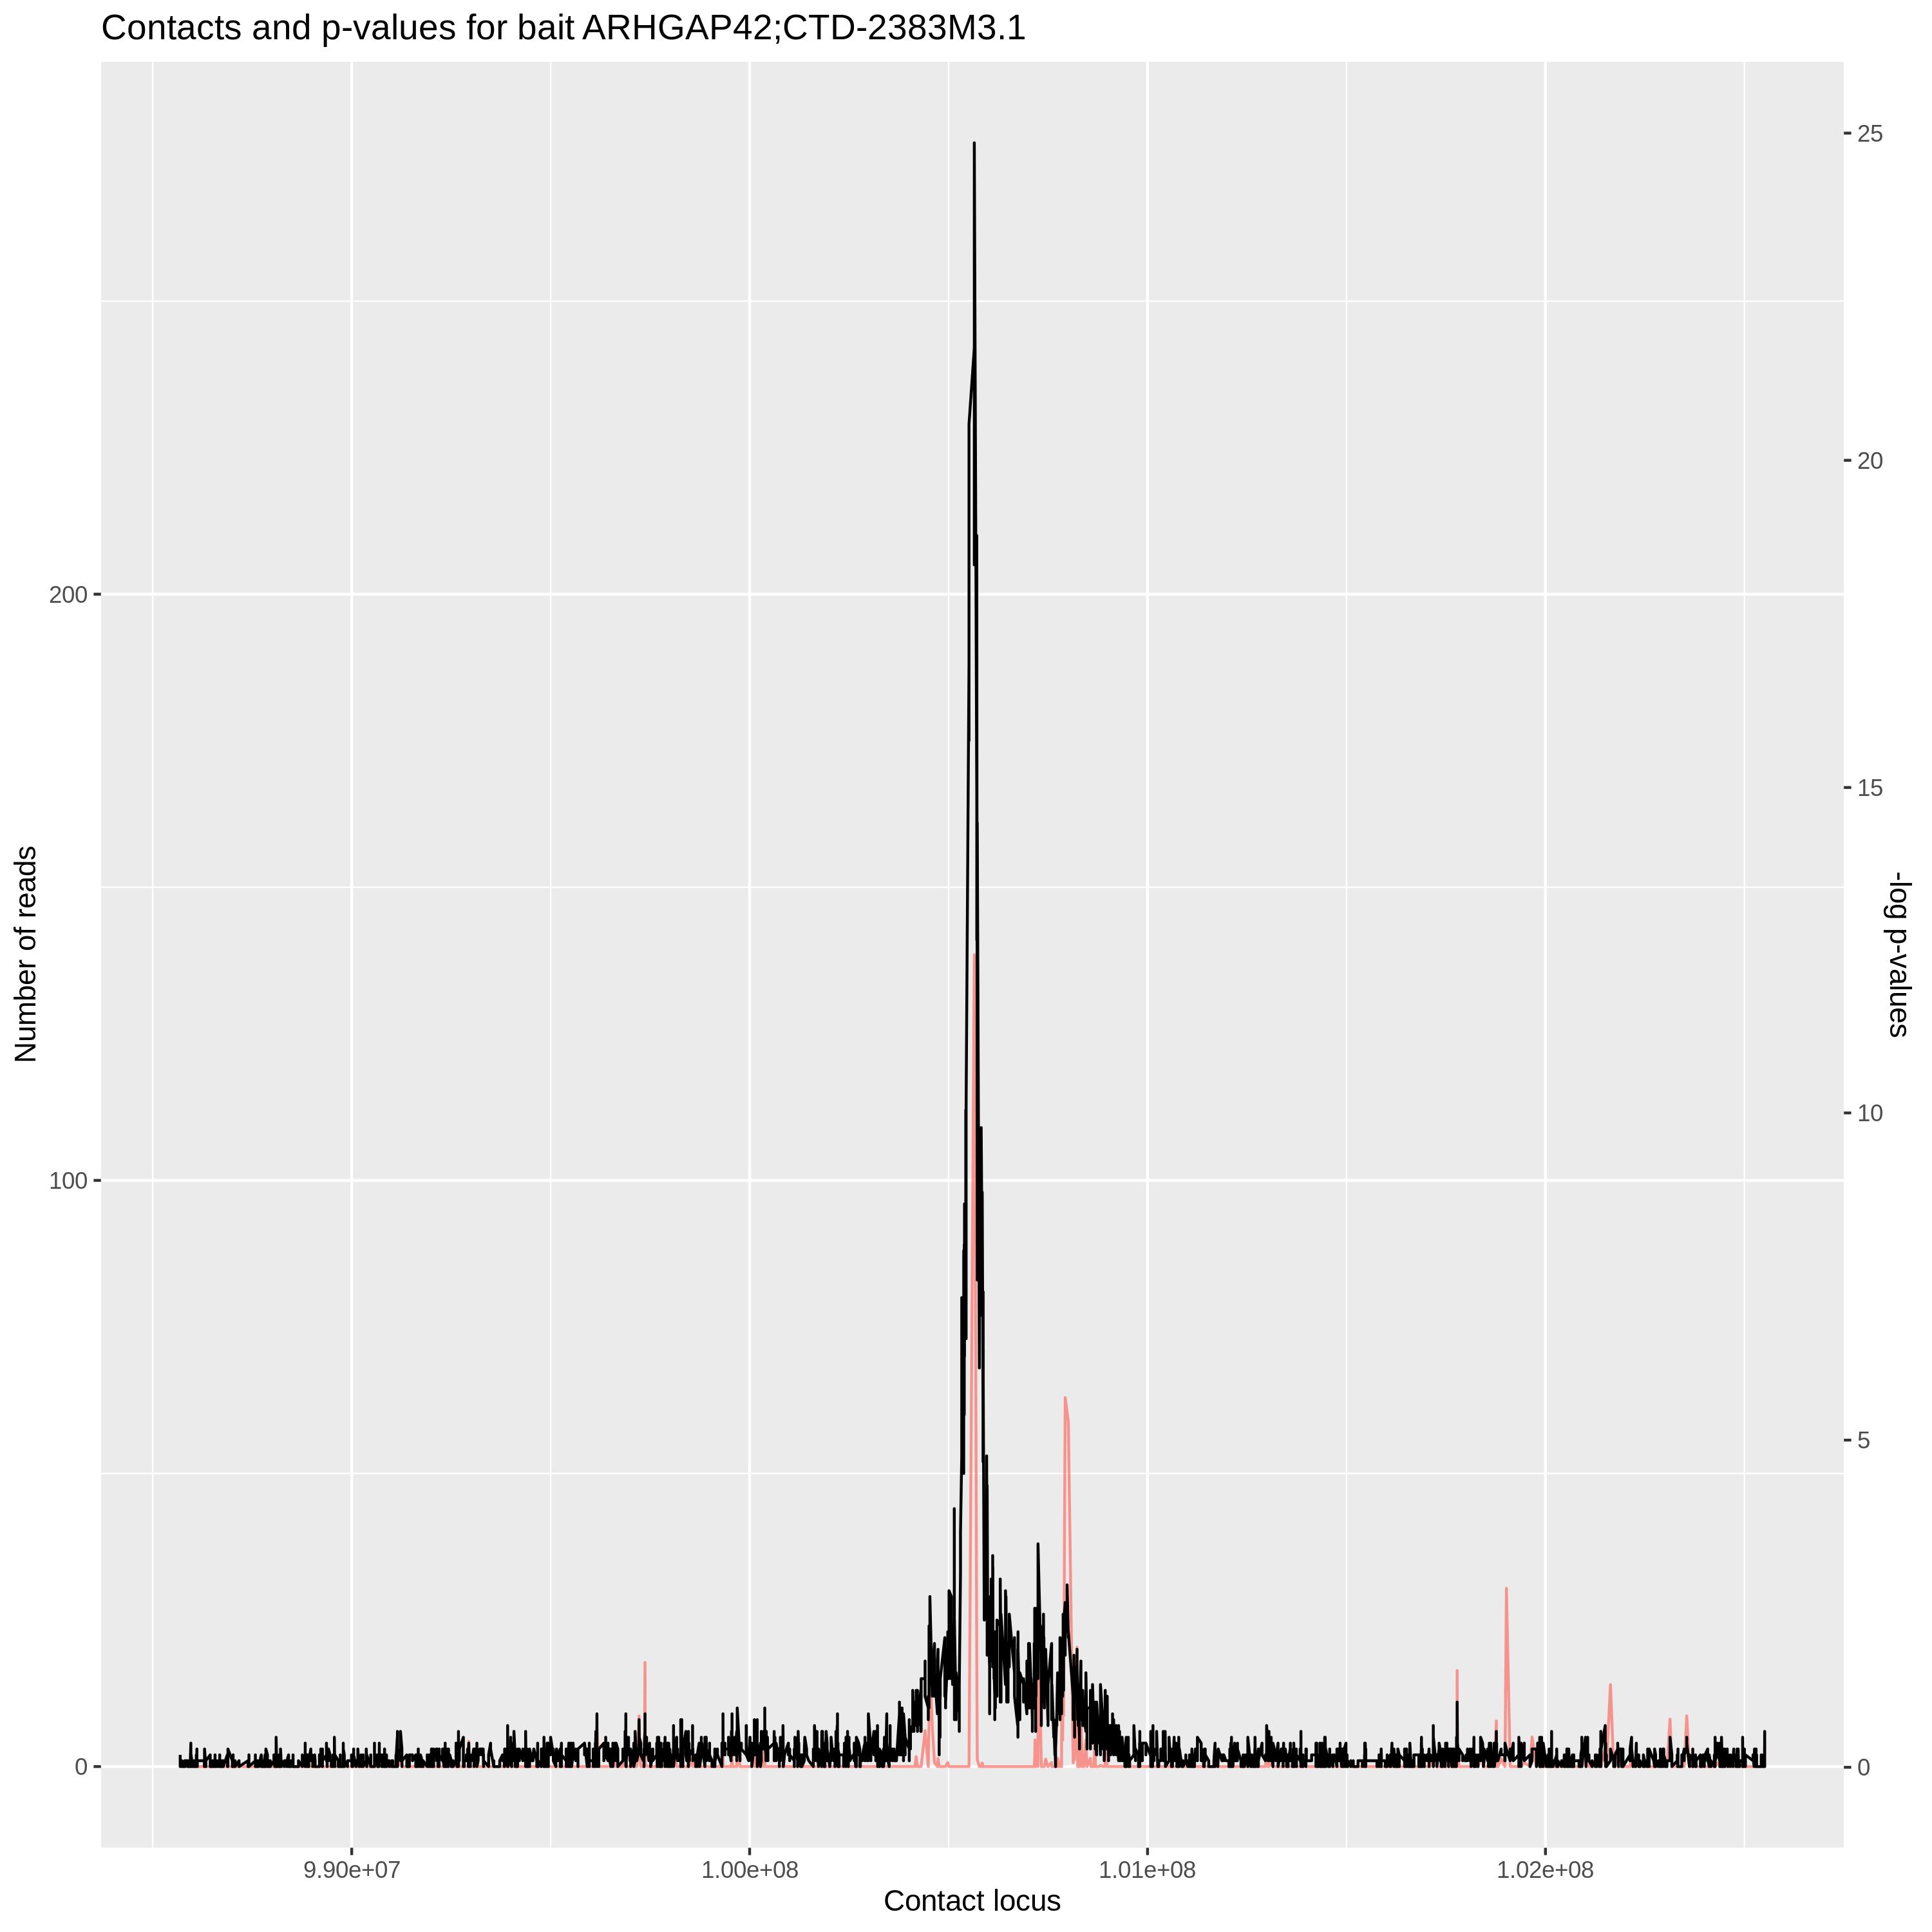 Contacts and p-values for bait ARHGAP42;CTD-2383M3.1
25
20
15
10
5
0
200
100
0
Number of reads
-log p-values
9.90e+07 1.00e+08 1.01e+08 1.02e+08
Contact locus